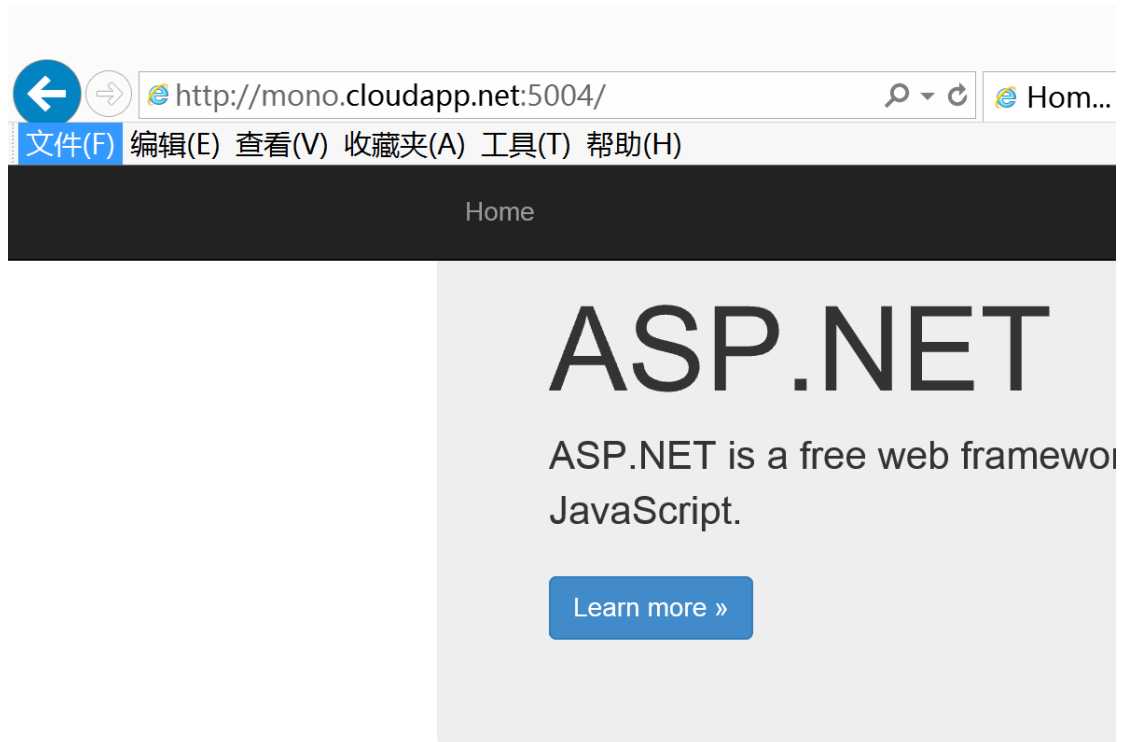 http://mono.cloudapp.net:5004/ Hom...
文件(F) 编辑(E) 查看(V) 收藏夹(A) 工具(T) 帮助(H)
Home
ASP.NET
ASP.NET is a free web
JavaScript.
Learn more »